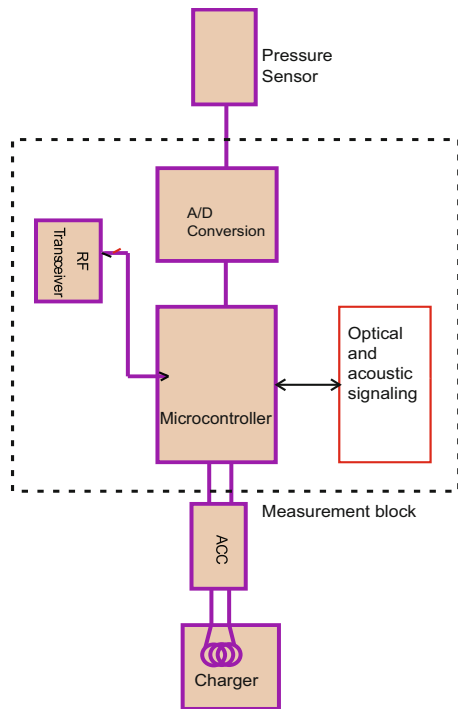 Pressure
Sensor
A/D
Conversion
RF
Transceiver
Optical
and
acoustic
signaling
Microcontroller
Measurement block
ACC
Charger